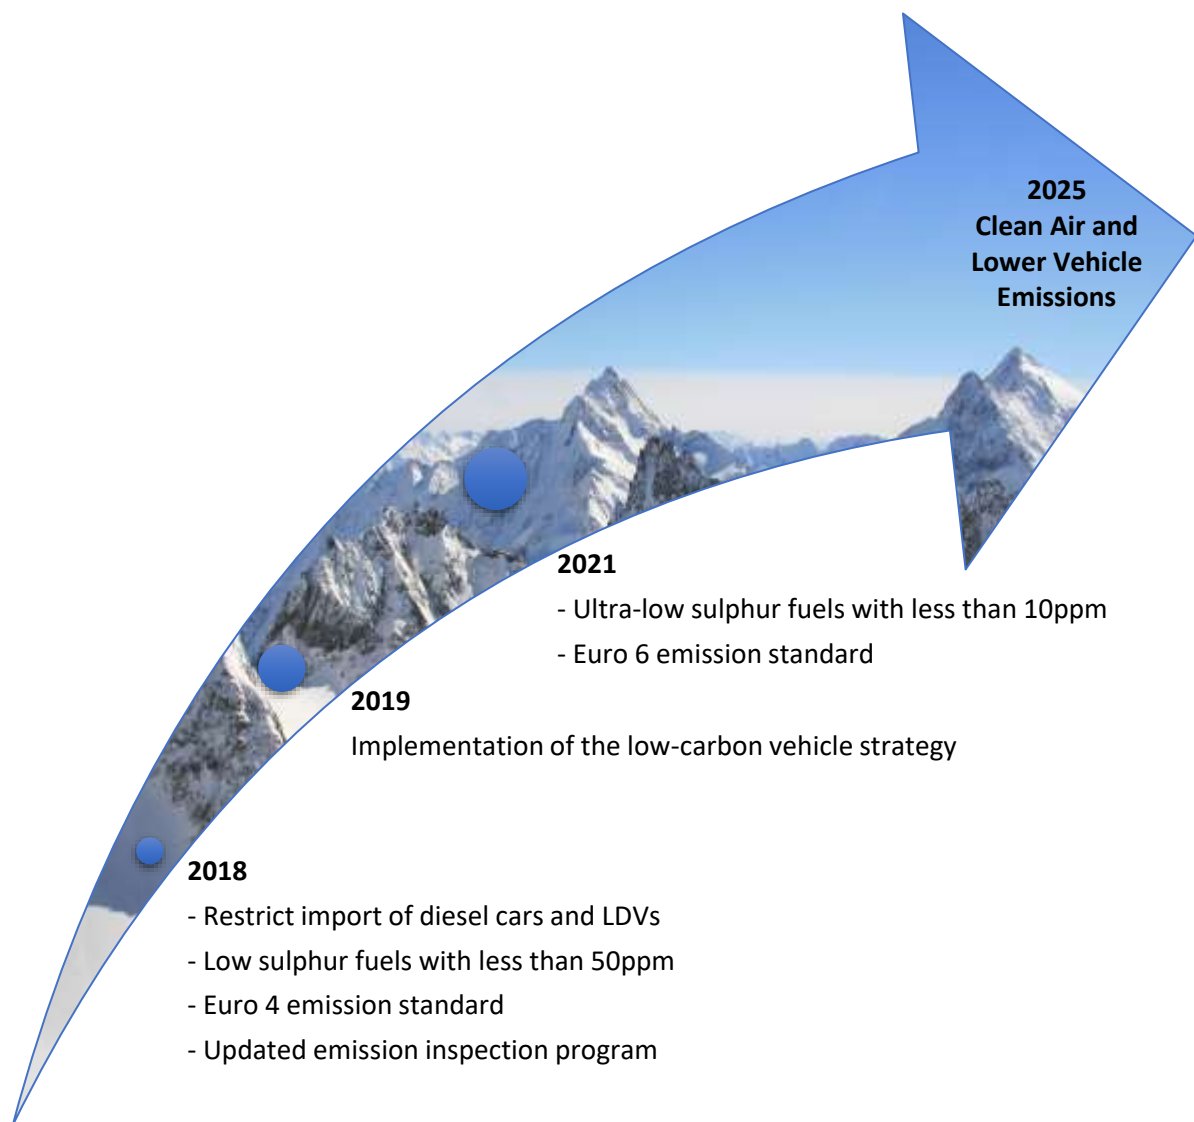 2025
Clean Air and
Lower Vehicle
Emissions
2021
- Ultra-low sulphur fuels with less than 10ppm
- Euro 6 emission standard
2019
Implementation of the low-carbon vehicle strategy
2018
- Restrict import of diesel cars and LDVs
- Low sulphur fuels with less than 50ppm
- Euro 4 emission standard
- Updated emission inspection program